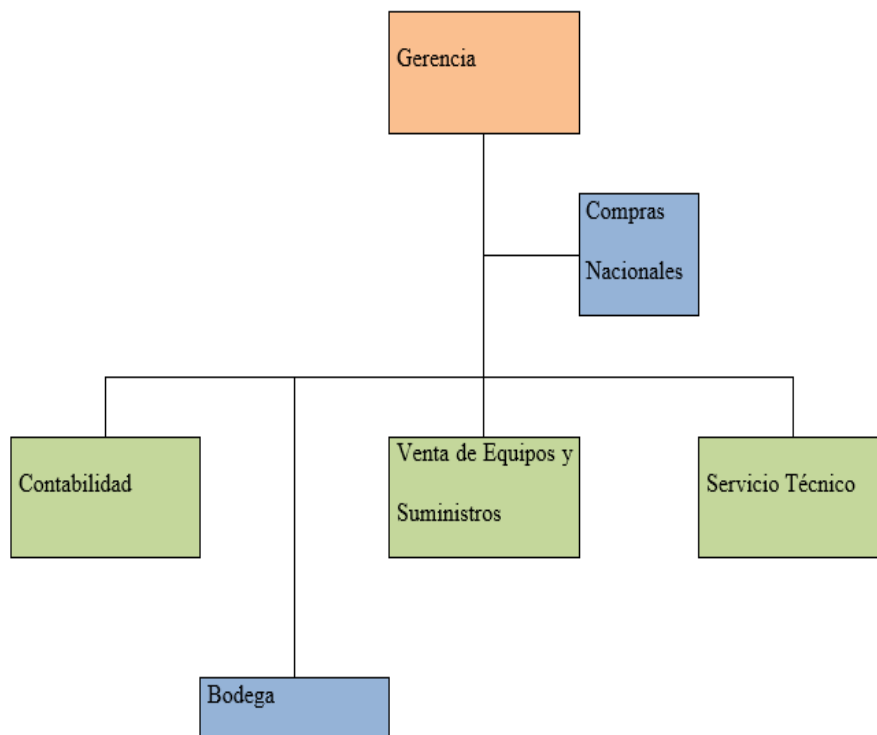 Gerencia
Compras
Nacionales
Contabilidad
Venta de Equipos y
Suministros
Servicio Técnico
Bodega